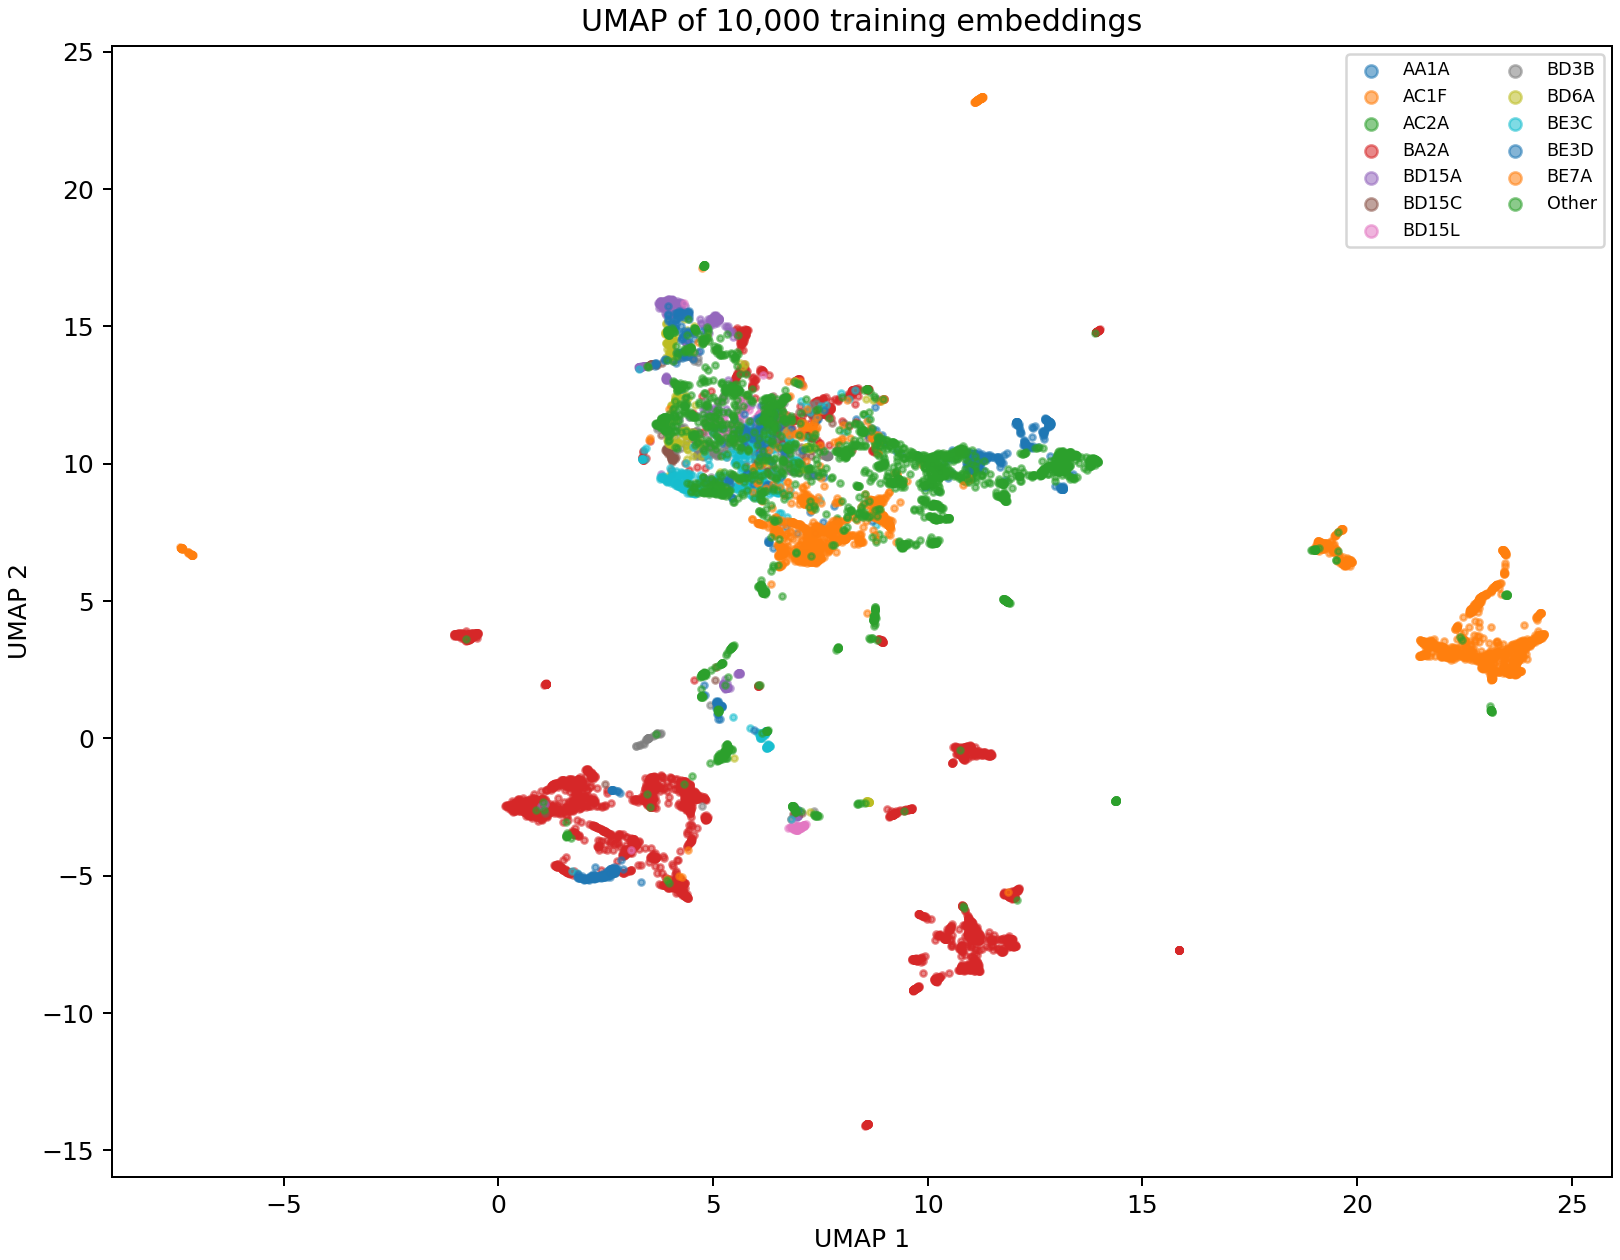 UMAP of 10,000 training embeddings
25
20
15
10
5
0
−5
−10
−15
UMAP 2
AA1A
AC1F
AC2A
BA2A
BD15A
BD15C
BD15L
BD3B
BD6A
BE3C
BE3D
BE7A
Other
−5
0
5
10
15
20
25
UMAP 1